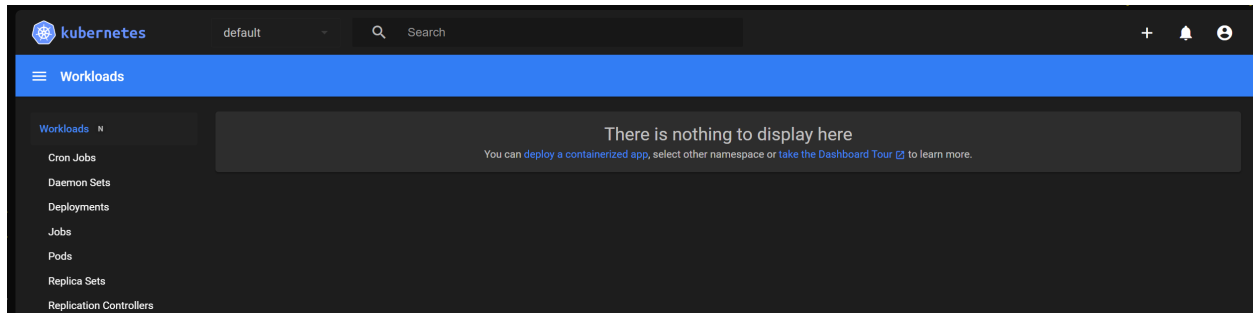 kubernetes
default
Search
Workloads
Workloads N
There is nothing to display here
You can deploy a containerized app, select other namespace or take the Dashboard Tour to learn more.
Cron Jobs
Daemon Sets
Deployments
Jobs
Pods
Replica Sets
Replication Controllers